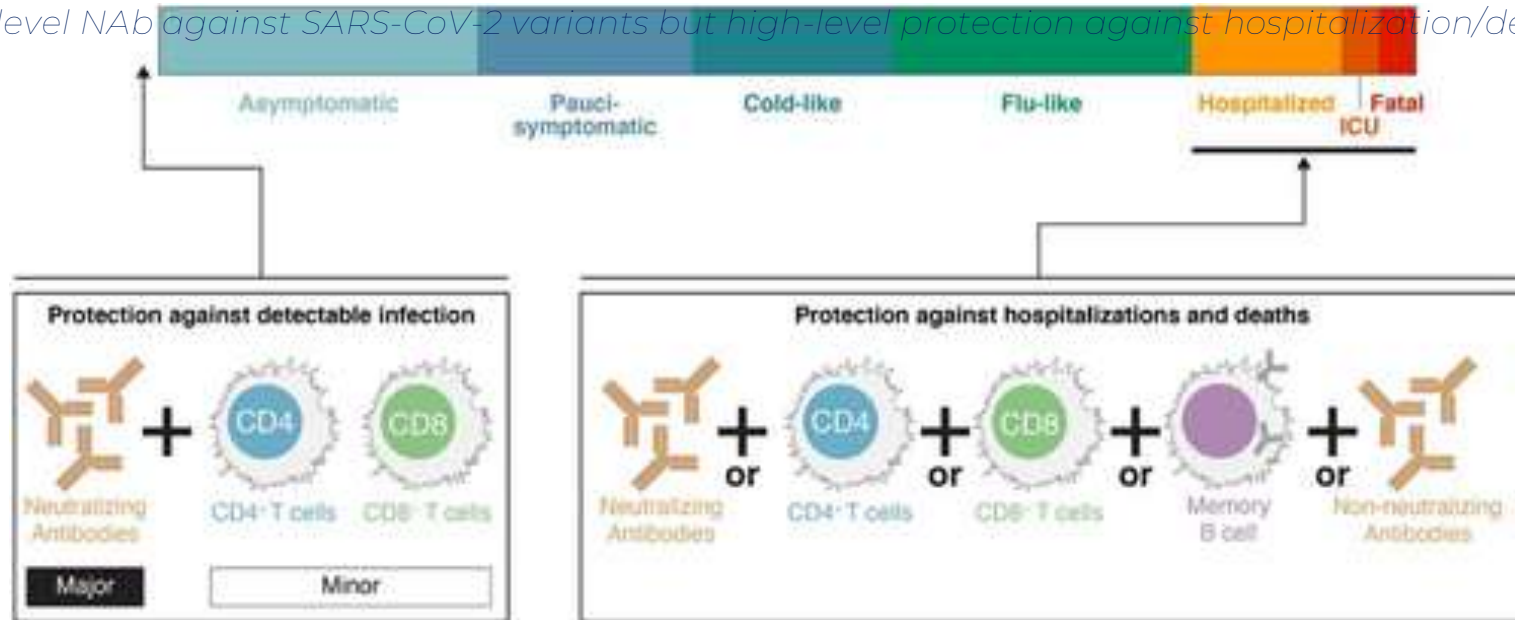 level NAb against SARS-CoV-2 variants but high-level protection against hospitalization/de
Asymptomatic
Pauci-
symptomatic
Cold-like
Flu-like
Hospitalized
ICU
Fatal
Protection against detectable infection
CD4
CD8
Neutralizing
Antibodies
CD4+ T cells
CD8+ T cells
Major
Minor
Protection against hospitalizations and deaths
CD4
CD8
or
or
or
or
Neutralizing
Antibodies
CD4+ T cells
CD8+ T cells
Memory
B cell
Non-neutralizing
Antibodies